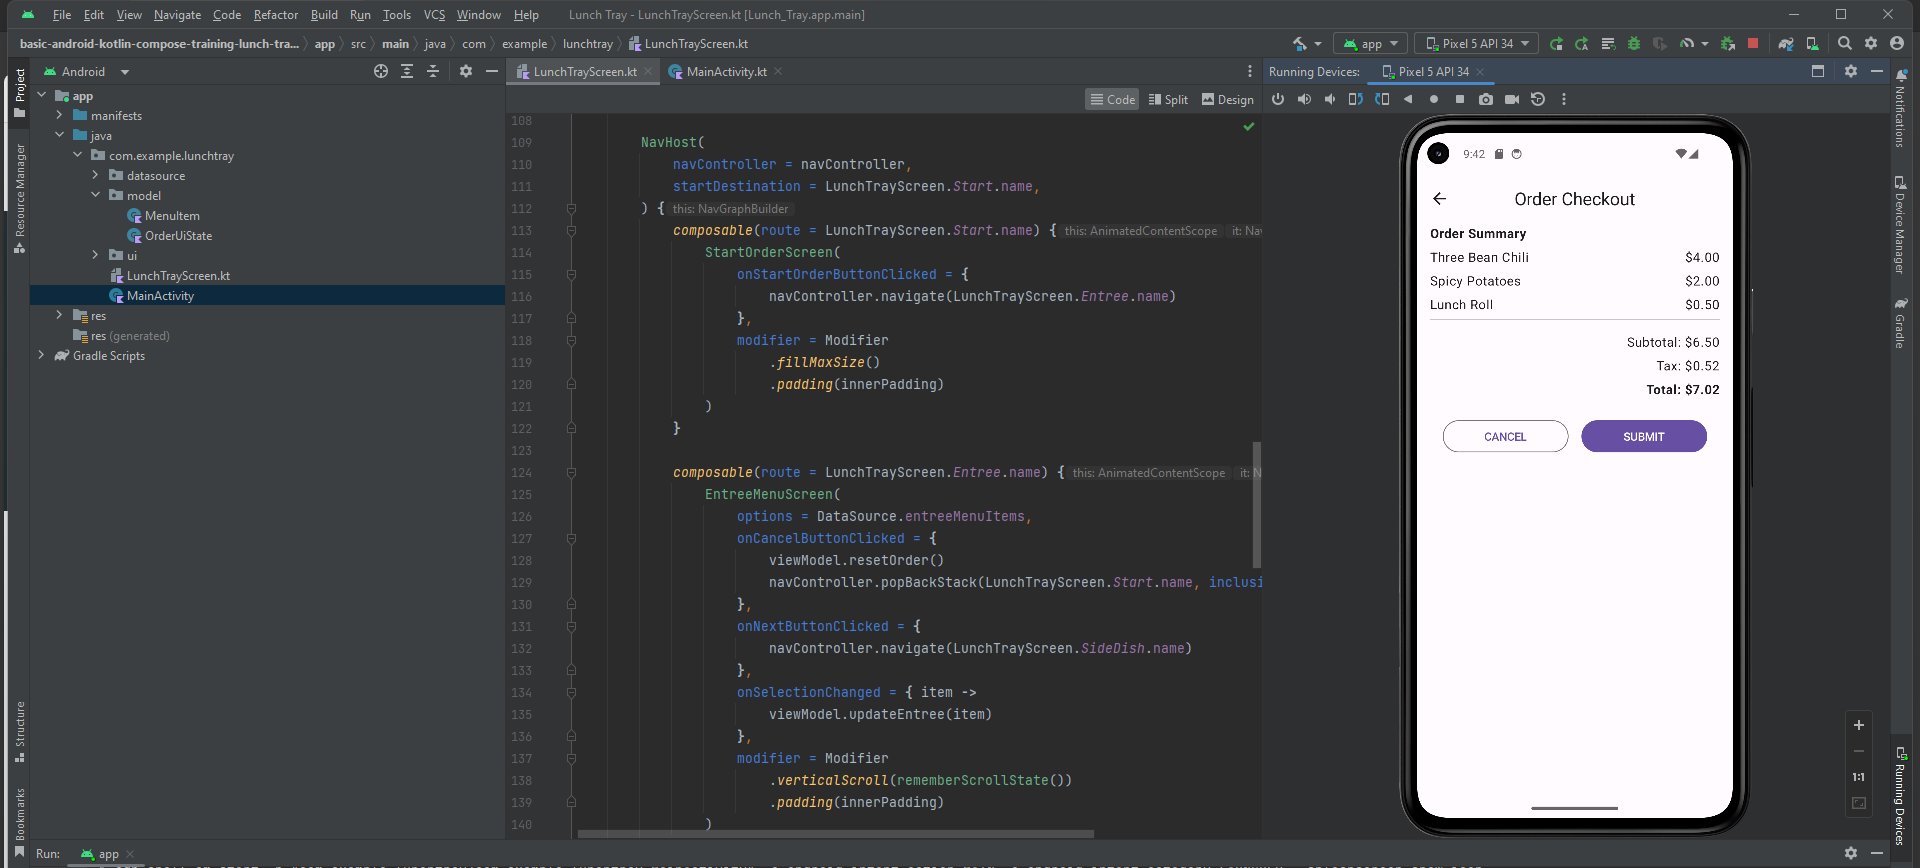 File Edit View Navigate Code Refactor Build Run Tools VCS Window Help Lunch Tray - LunchTrayScreen.kt [Lunch_Tray.app.main]
basic-android-kotlin-compose-training-lunch-tra... app src main java com example lunchtray LunchTrayScreen.kt app Pixel 5 API 34
Android
LunchTrayScreen.kt MainActivity.kt
Running Devices: Pixel 5 API 34
Code Split Design
Project
Resource Manager
Structure
Bookmarks
app
manifests
java
com.example.lunchtray
datasource
model
MenuItem
OrderUiState
ui
LunchTrayScreen.kt
MainActivity
res
res (generated)
Gradle Scripts
108
109 NavHost(
110 navController = navController,
111 startDestination = LunchTrayScreen.Start.name,
112 ) { this: NavGraphBuilder
113 composable(route = LunchTrayScreen.Start.name) { this: AnimatedContentScope it: Nav
114 StartOrderScreen(
115 onStartOrderButtonClicked = {
116 navController.navigate(LunchTrayScreen.Entree.name)
117 },
118 modifier = Modifier
119 .fillMaxSize()
120 .padding(innerPadding)
121 )
122 }
123
124 composable(route = LunchTrayScreen.Entree.name) { this: AnimatedContentScope it: N
125 EntreeMenuScreen(
126 options = DataSource.entreeMenuItems,
127 onCancelButtonClicked = {
128 viewModel.resetOrder()
129 navController.popBackStack(LunchTrayScreen.Start.name, inclusi
130 },
131 onNextButtonClicked = {
132 navController.navigate(LunchTrayScreen.SideDish.name)
133 },
134 onSelectionChanged = { item ->
135 viewModel.updateEntree(item)
136 },
137 modifier = Modifier
138 .verticalScroll(rememberScrollState())
139 .padding(innerPadding)
140 )
9:42
Order Checkout
Order Summary
Three Bean Chili $4.00
Spicy Potatoes $2.00
Lunch Roll $0.50
Subtotal: $6.50
Tax: $0.52
Total: $7.02
CANCEL SUBMIT
1:1
Notifications
Device Manager
Gradle
Running Devices
Run: app